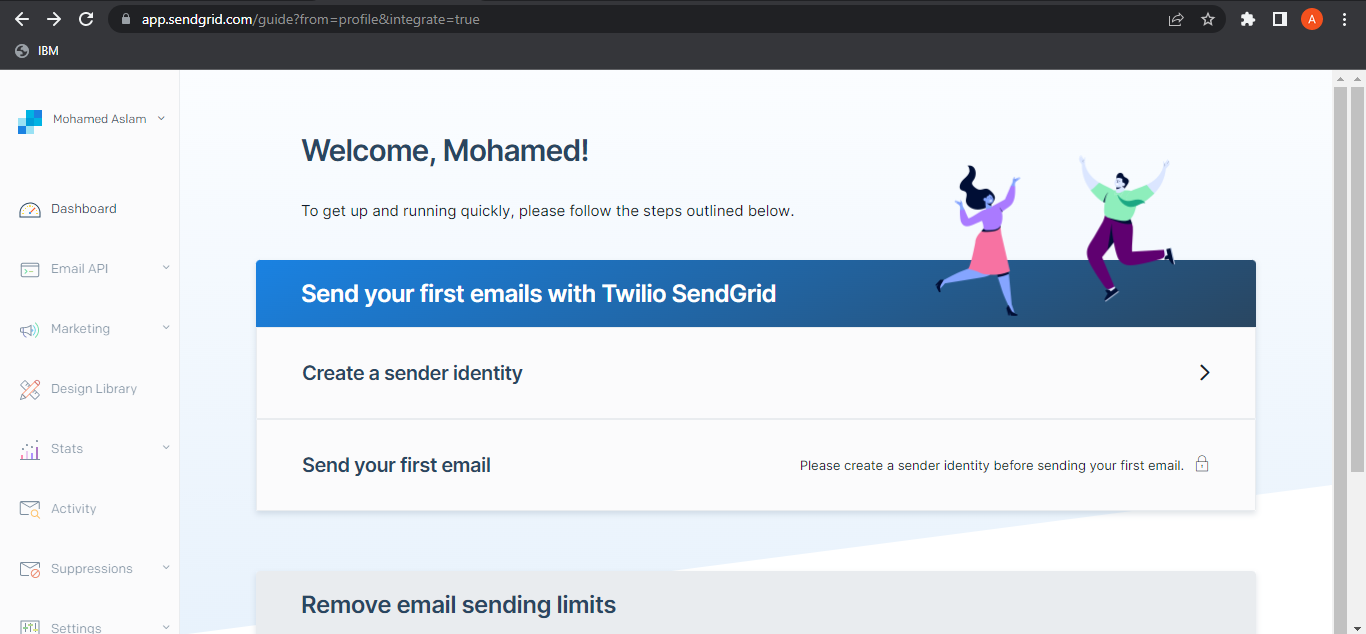 app.sendgrid.com/guide?from=profile&integrate=true
A
IBM
Mohamed Aslam
Dashboard
Email API
Marketing
Design Library
Stats
Activity
Suppressions
Settings
Welcome, Mohamed!
To get up and running quickly, please follow the steps outlined below.
Send your first emails with Twilio SendGrid
Create a sender identity
Send your first email Please create a sender identity before sending your first email.
Remove email sending limits